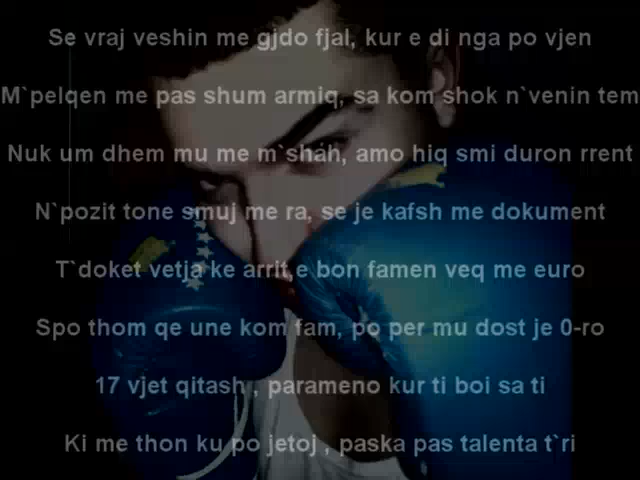 Se vraj veshin me gjdo fjal, kur e di nga po vjen
M`pelqen me pas shum armiq, sa kom shok n`venin tem
Nuk um dhem mu me m`shah, amo hiq smi duron rrent
N`pozit tone smuj me ra, se je kafsh me dokument
T`doket vetja ke arrit,e bon famen veq me euro
Spo thom qe une kom fam, po per mu dost je 0-ro
17 vjet qitash , parameno kur ti boi sa ti
Ki me thon ku po jetoj , paska pas talenta t`ri